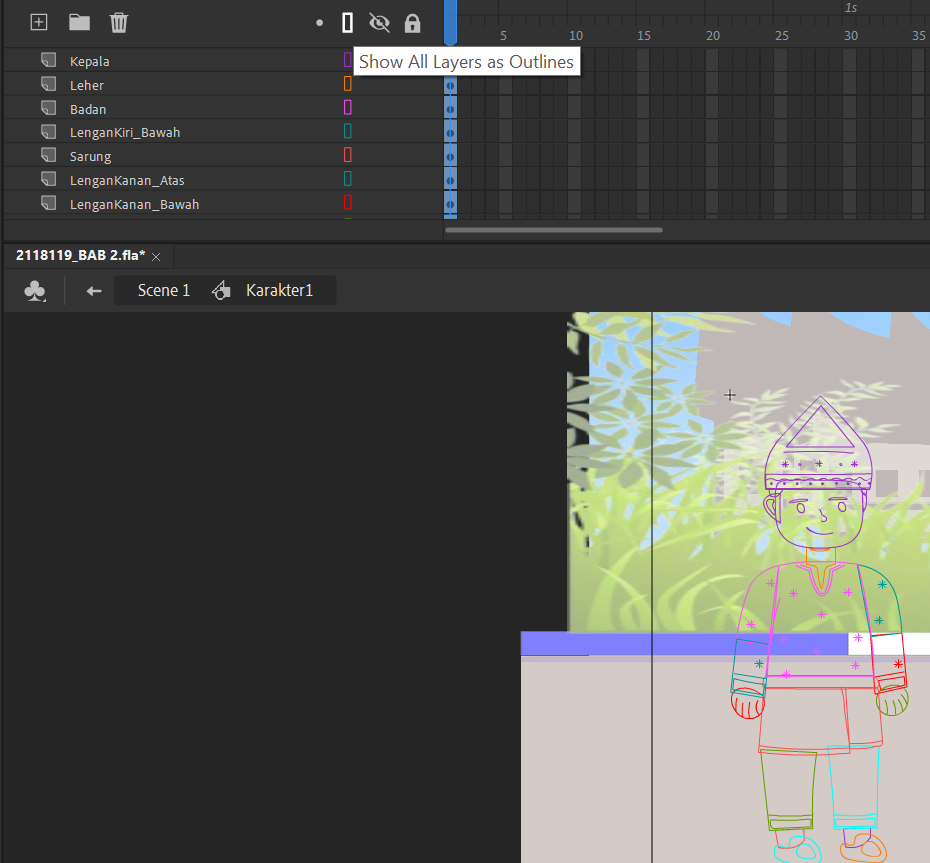 1s
5 10 15 20 25 30 35
Kepala
Show All Layers as Outlines
Leher
Badan
LenganKiri_Bawah
Sarung
LenganKanan_Atas
LenganKanan_Bawah
2118119_BAB 2.fla*
Scene 1 Karakter1